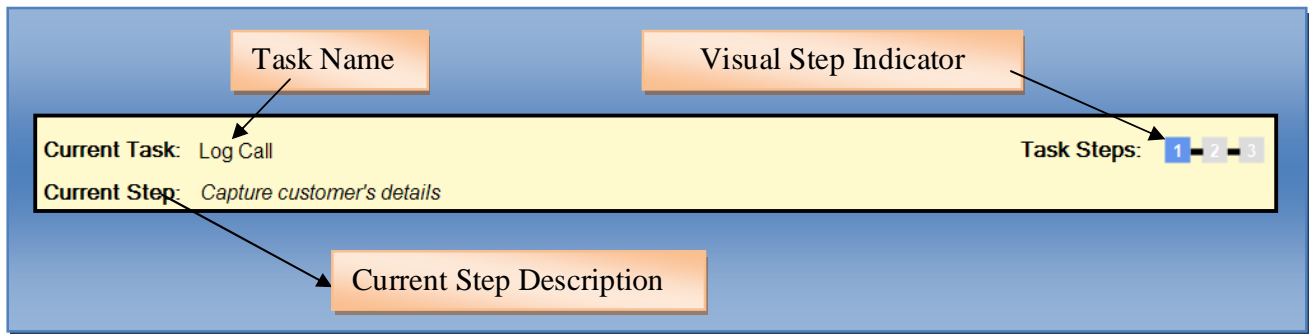 Task Name
Visual Step Indicator
Current Task: Log Call
Task Steps: 1 2 3
Current Step: Capture customer's details
Current Step Description